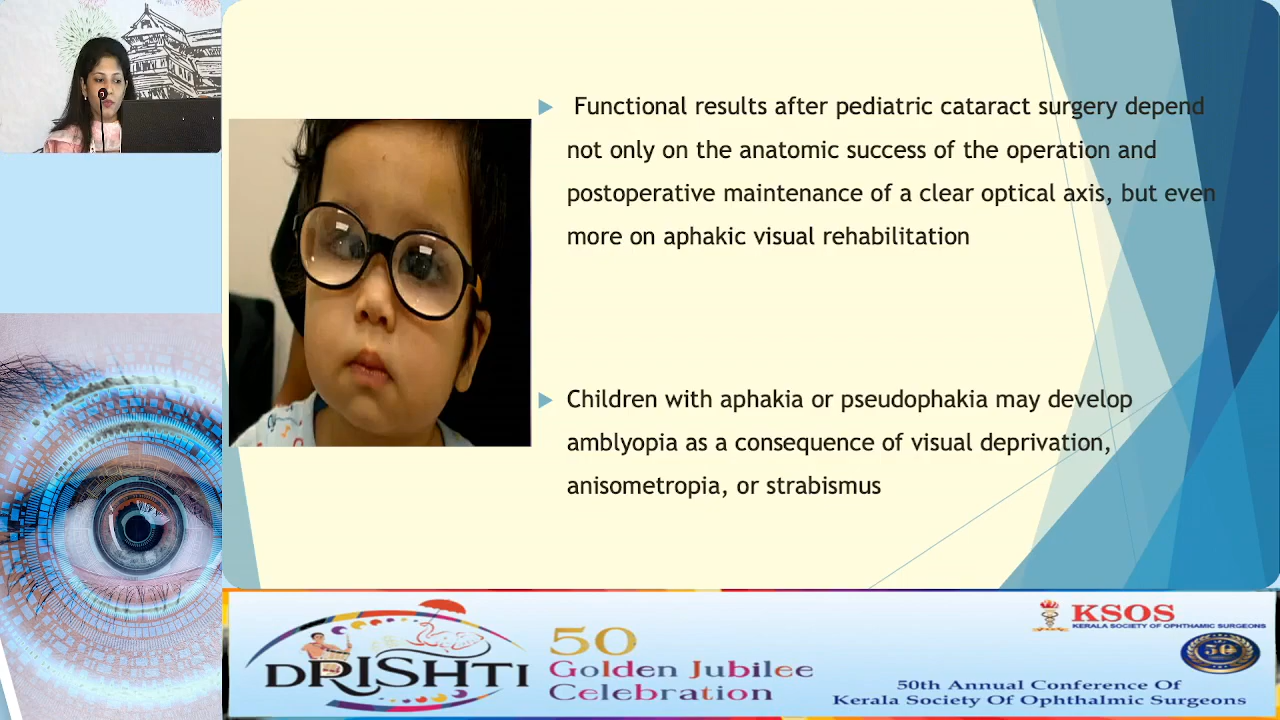 Functional results after pediatric cataract surgery depend
not only on the anatomic success of the operation and
postoperative maintenance of a clear optical axis, but even
more on aphakic visual rehabilitation
Children with aphakia or pseudophakia may develop
amblyopia as a consequence of visual deprivation,
anisometropia, or strabismus
DRISHTI
50
Golden Jubilee
Celebration
KSOS
KERALA SOCIETY OF OPHTHAMIC SURGEONS
50
50th Annual Conference Of
Kerala Society Of Ophthalmic Surgeons